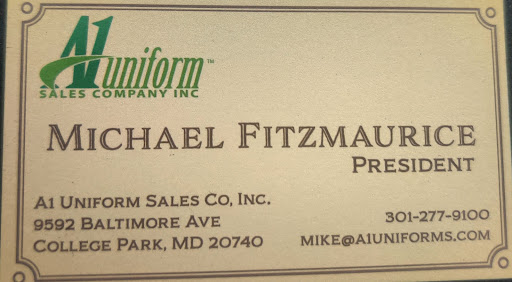 A1 uniform™
SALES COMPANY INC
MICHAEL FITZMAURICE
PRESIDENT
A1 UNIFORM SALES CO, INC.
9592 BALTIMORE AVE
COLLEGE PARK, MD 20740
301-277-9100
MIKE@A1UNIFORMS.COM